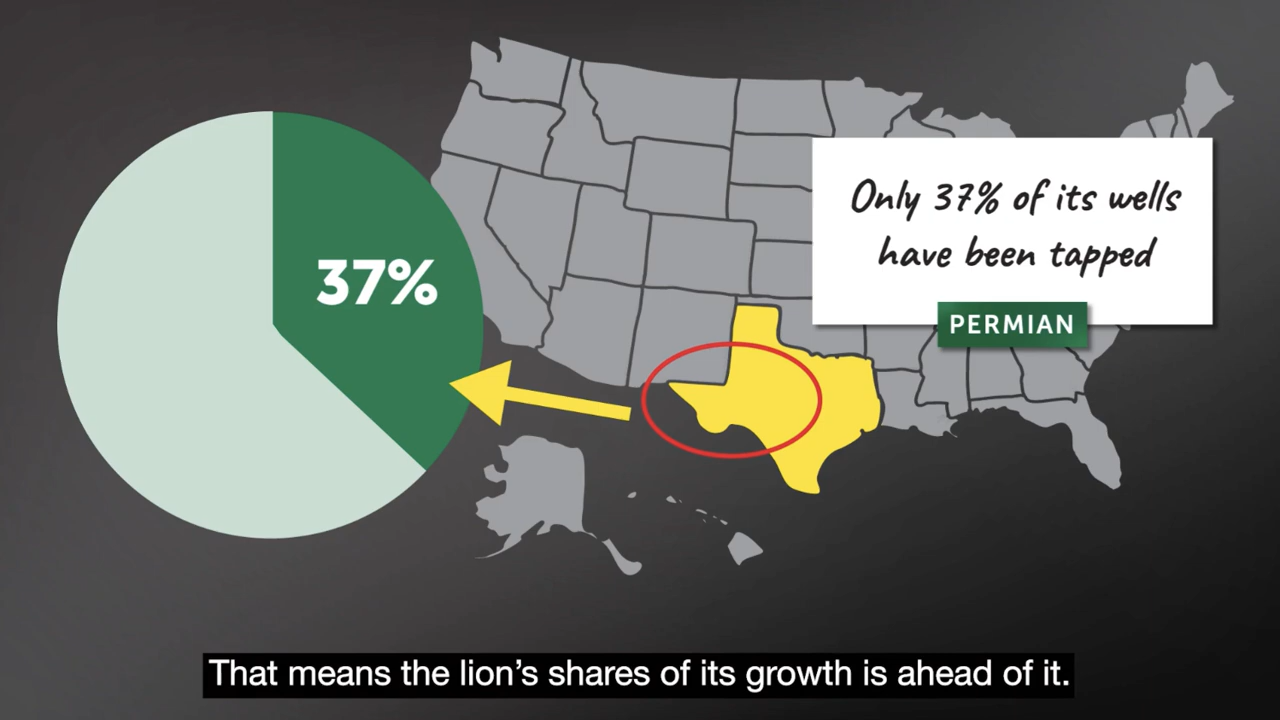 37%
Only 37% of its wells
have been tapped
PERMIAN
That means the lion's shares of its growth is ahead of it.